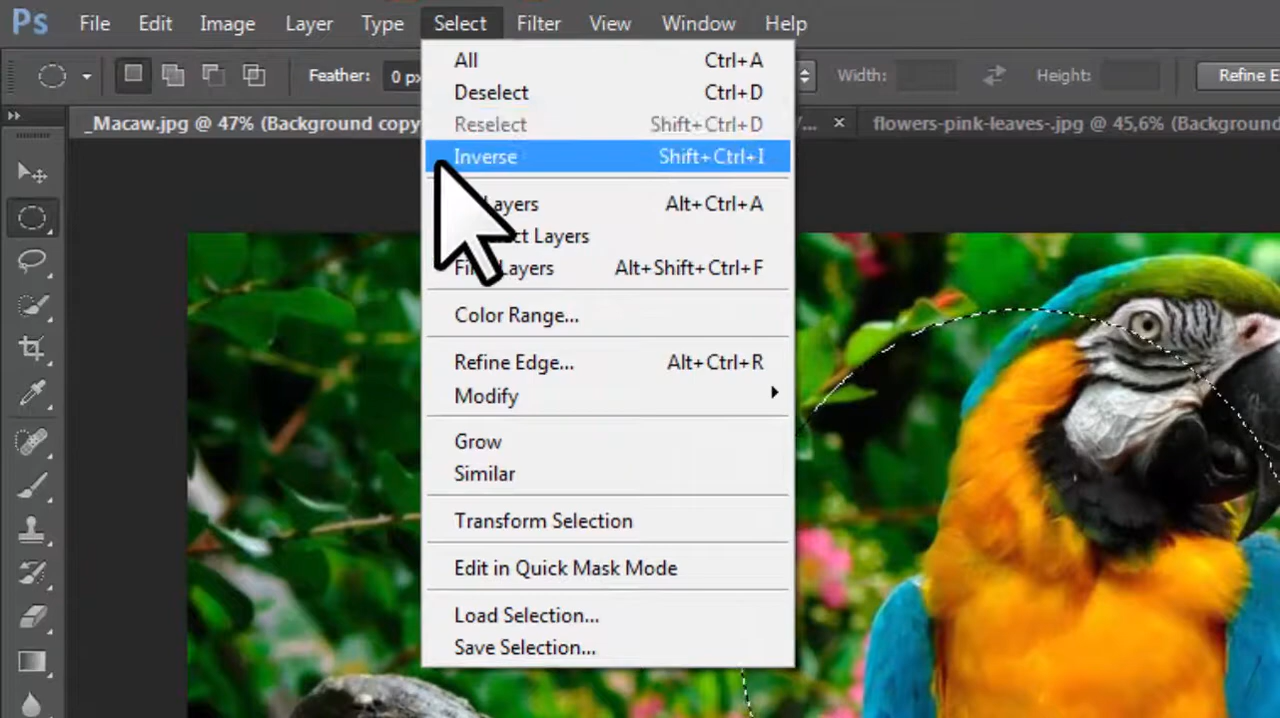 Ps File Edit Image Layer Type Select Filter View Window Help
Feather: 0 px Width: Height: Refine E
_Macaw.jpg @ 47% (Background copy /... × flowers-pink-leaves-.jpg @ 45,6% (Background
All Ctrl+A
Deselect Ctrl+D
Reselect Shift+Ctrl+D
Inverse Shift+Ctrl+I
Layers Alt+Ctrl+A
ct Layers
Layers Alt+Shift+Ctrl+F
Color Range...
Refine Edge... Alt+Ctrl+R
Modify
Grow
Similar
Transform Selection
Edit in Quick Mask Mode
Load Selection...
Save Selection...